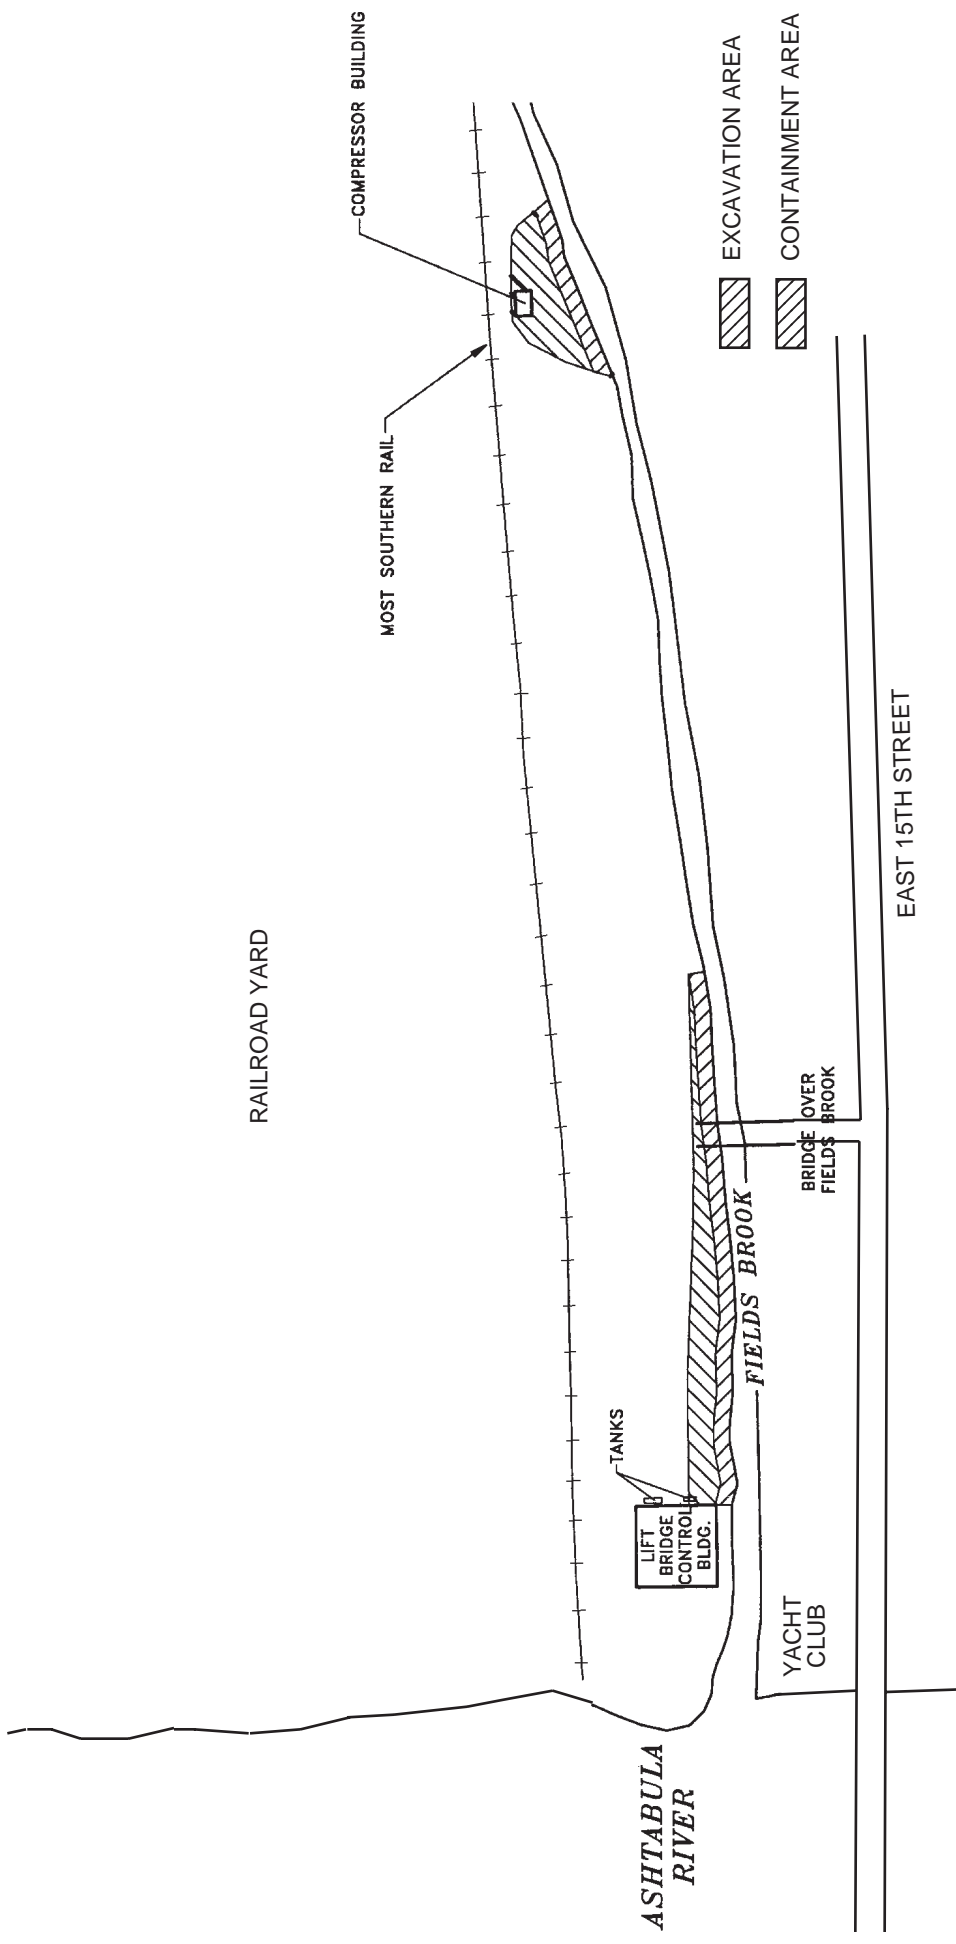 RAILROAD YARD
COMPRESSOR BUILDING
MOST SOUTHERN RAIL
TANKS
LIFT
BRIDGE
CONTROL
BLDG.
ASHTABULA
RIVER
FIELDS BROOK
BRIDGE OVER
FIELDS BROOK
YACHT
CLUB
EAST 15TH STREET
EXCAVATION AREA
CONTAINMENT AREA